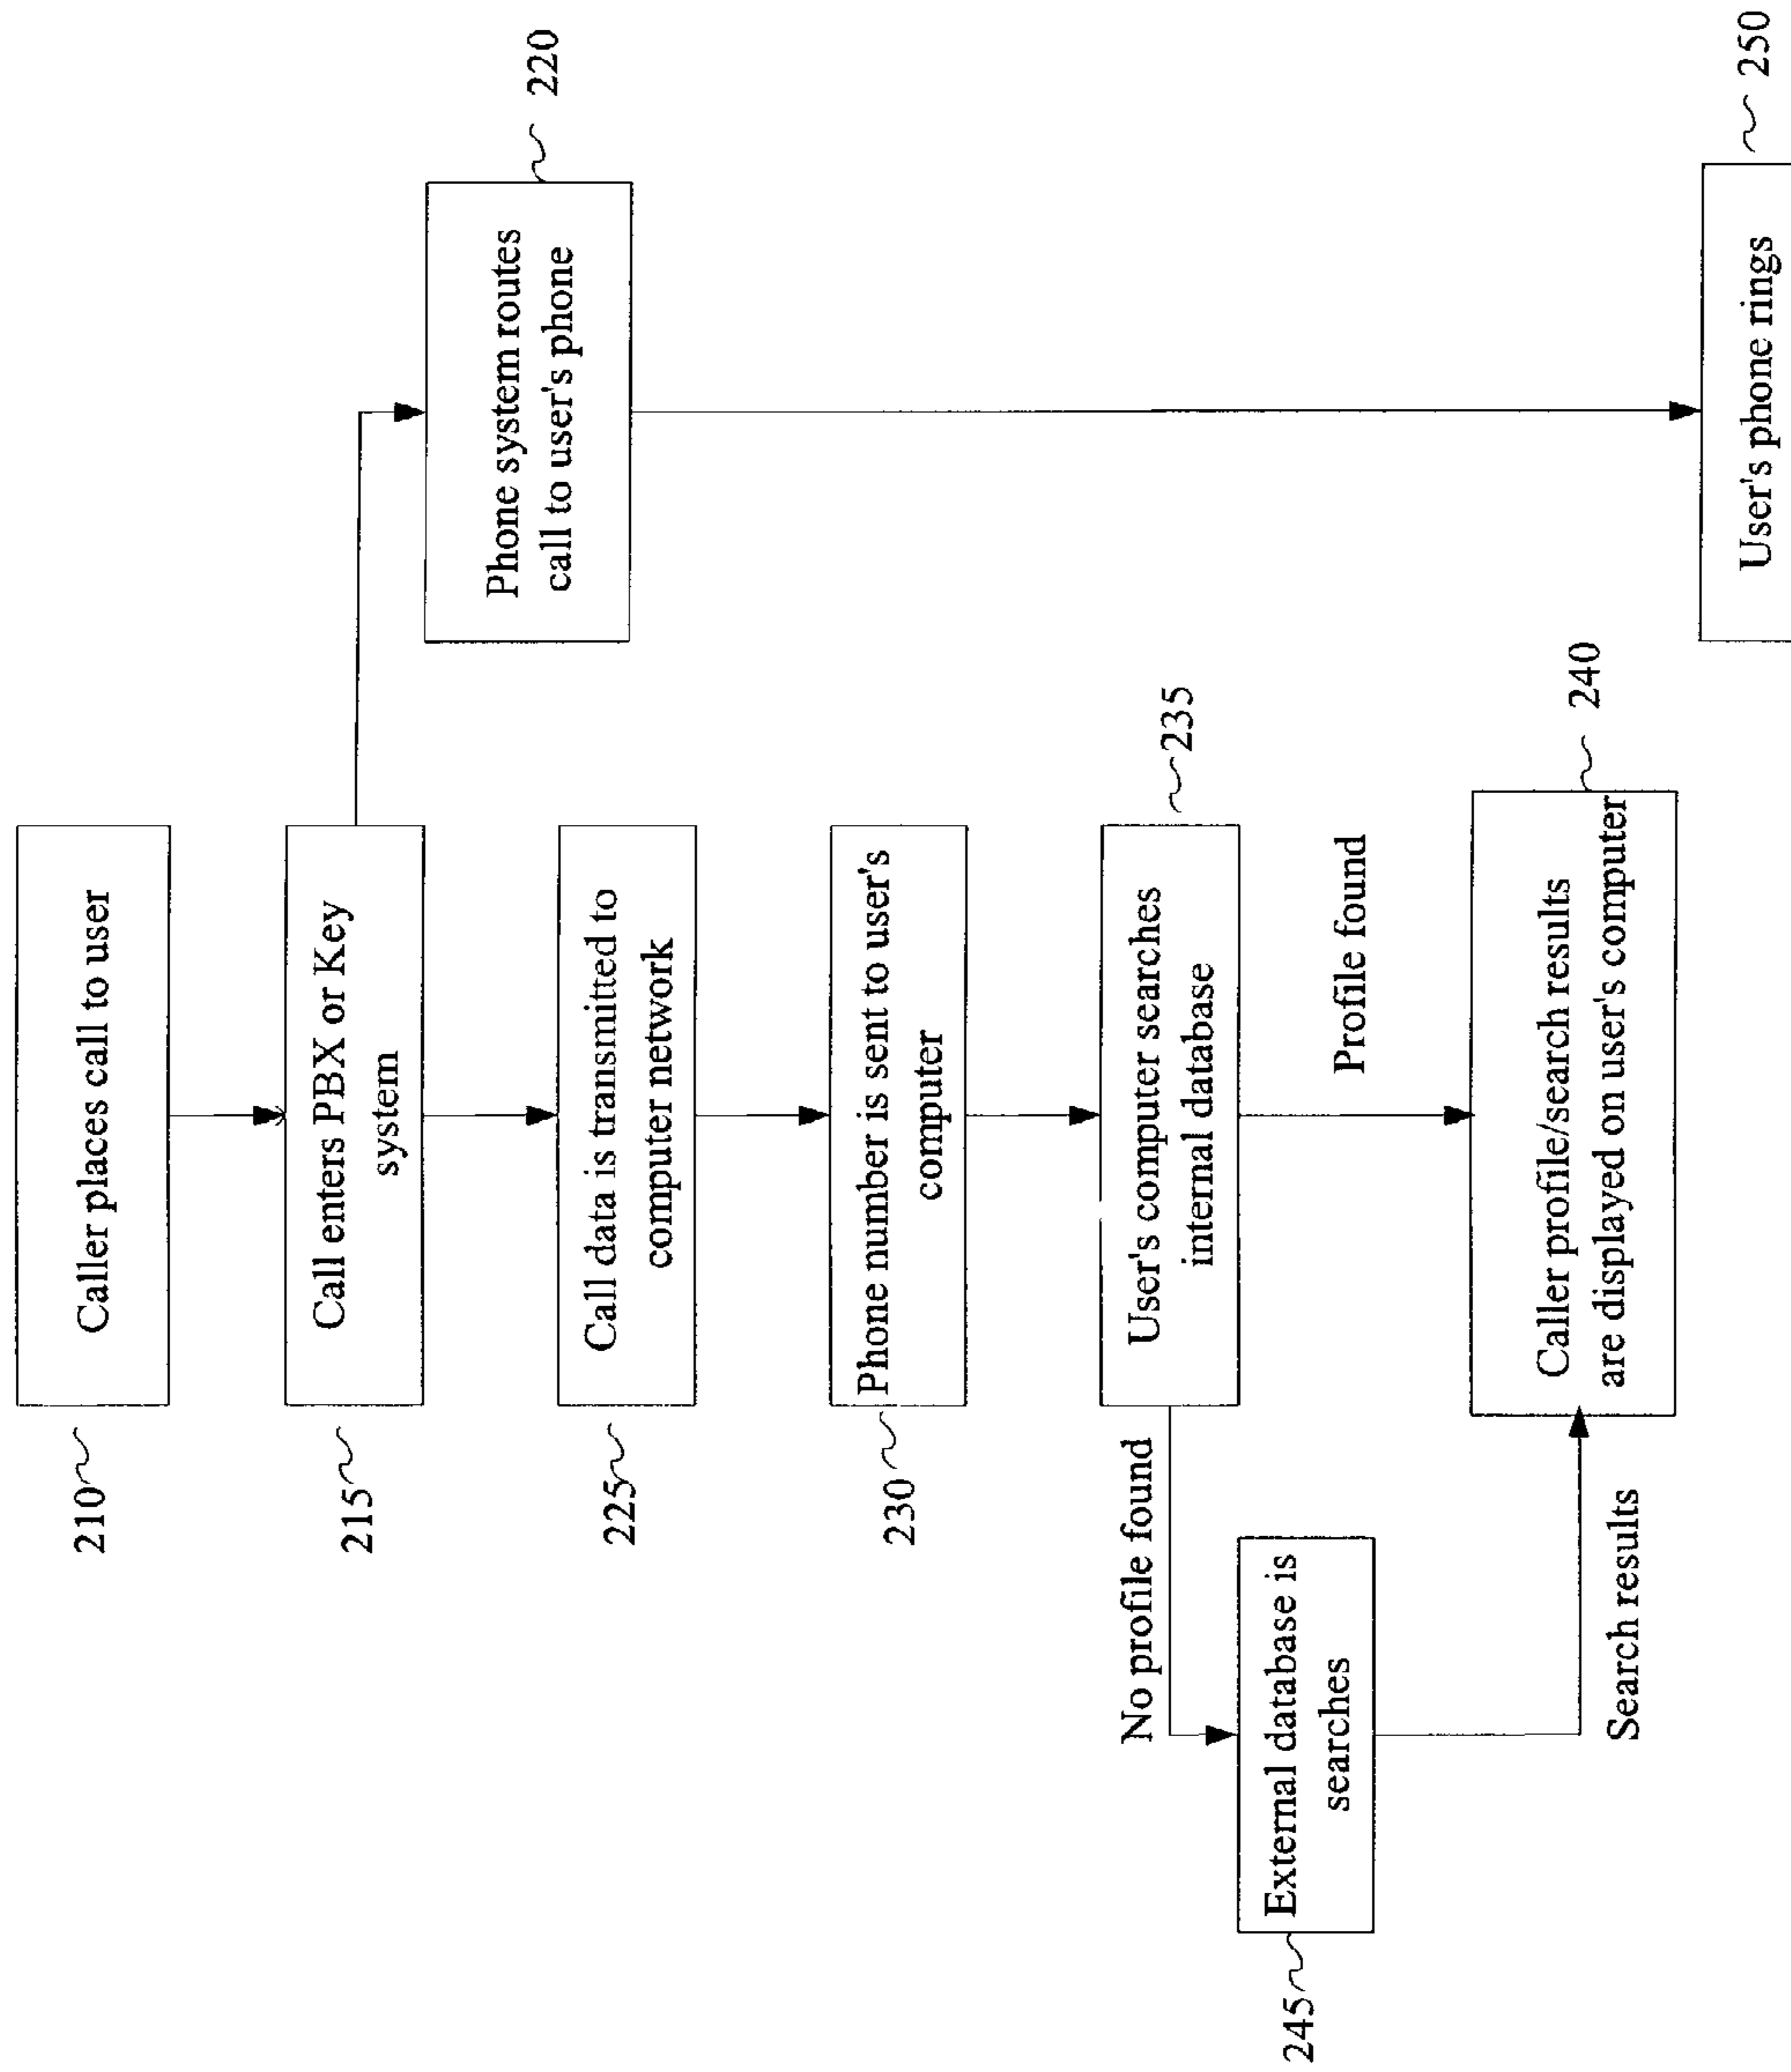 210
Caller places call to user
215
Call enters PBX or Key
system
Phone system routes
call to user's phone
220
225
Call data is transmitted to
computer network
230
Phone number is sent to user's
computer
User's computer searches
internal database
235
No profile found
Profile found
245
External database is
searches
Search results
Caller profile/search results
are displayed on user's computer
240
User's phone rings
250